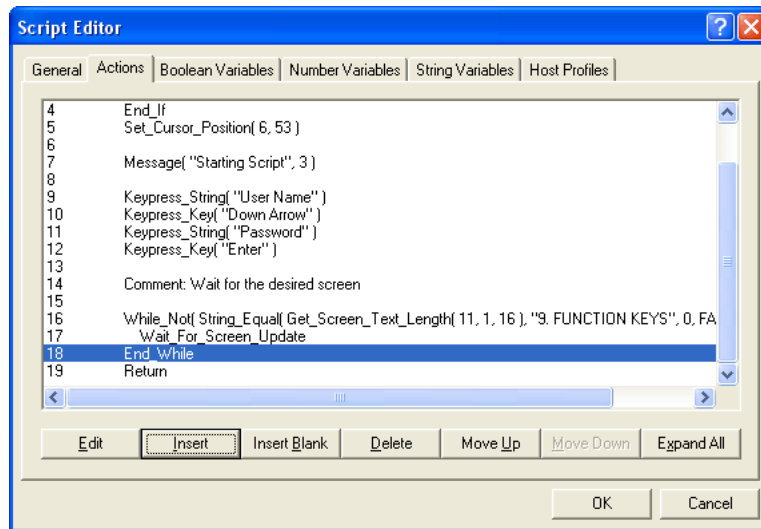 Script Editor
General Actions Boolean Variables Number Variables String Variables Host Profiles
4 End_If
5 Set_Cursor_Position( 6, 53 )
6
7 Message( "Starting Script", 3 )
8
9 Keypress_String( "User Name" )
10 Keypress_Key( "Down Arrow" )
11 Keypress_String( "Password" )
12 Keypress_Key( "Enter" )
13
14 Comment: Wait for the desired screen
15
16 While_Not( String_Equal( Get_Screen_Text_Length( 11, 1, 16 ), "9. FUNCTION KEYS", 0, FA
17 Wait_For_Screen_Update
18 End_While
19 Return
Edit Insert Insert Blank Delete Move Up Move Down Expand All
OK Cancel